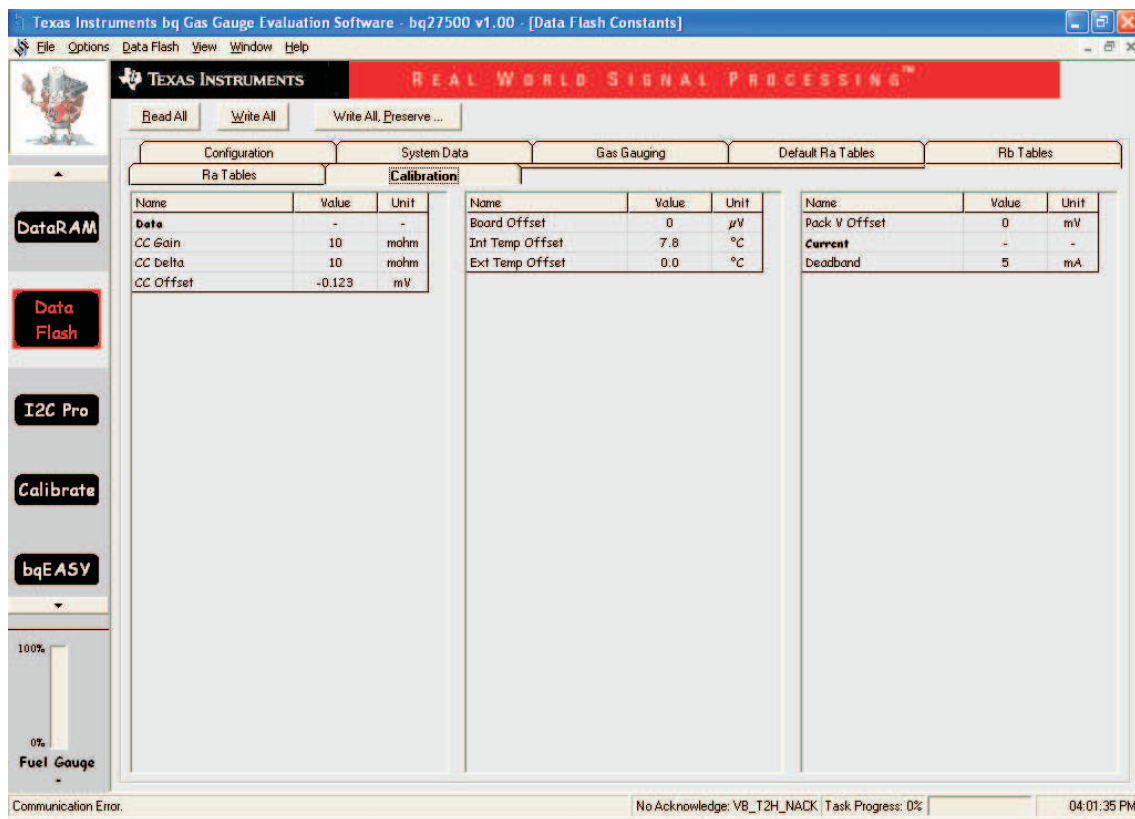 Texas Instruments bq Gas Gauge Evaluation Software - bq27500 v1.00 - [Data Flash Constants]
File Options Data Flash View Window Help
TEXAS INSTRUMENTS REAL WORLD SIGNAL PROCESSING™
Read All Write All Write All, Preserve ...
Configuration System Data Gas Gauging Default Ra Tables Rb Tables
Ra Tables Calibration
Name Value Unit
Data - -
CC Gain 10 mohm
CC Delta 10 mohm
CC Offset -0.123 mV
Name Value Unit
Board Offset 0 μV
Int Temp Offset 7.8 °C
Ext Temp Offset 0.0 °C
Name Value Unit
Pack V Offset 0 mV
Current - -
Deadband 5 mA
DataRAM
Data
Flash
I2C Pro
Calibrate
bqEASY
100%
0%
Fuel Gauge
-
Communication Error. No Acknowledge: VB_T2H_NACK Task Progress: 0% 04:01:35 PM